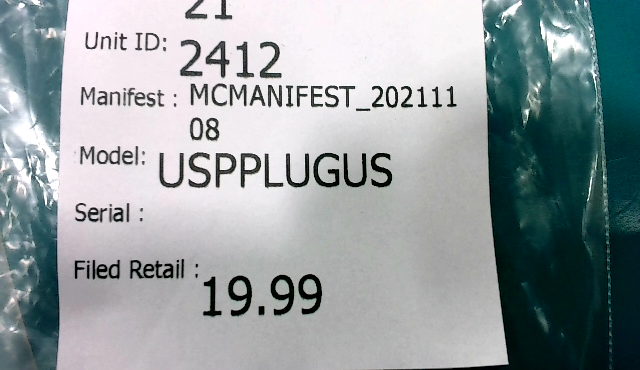 21
Unit ID: 2412
Manifest : MCMANIFEST_202111
08
Model: USPPLUGUS
Serial :
Filed Retail : 19.99